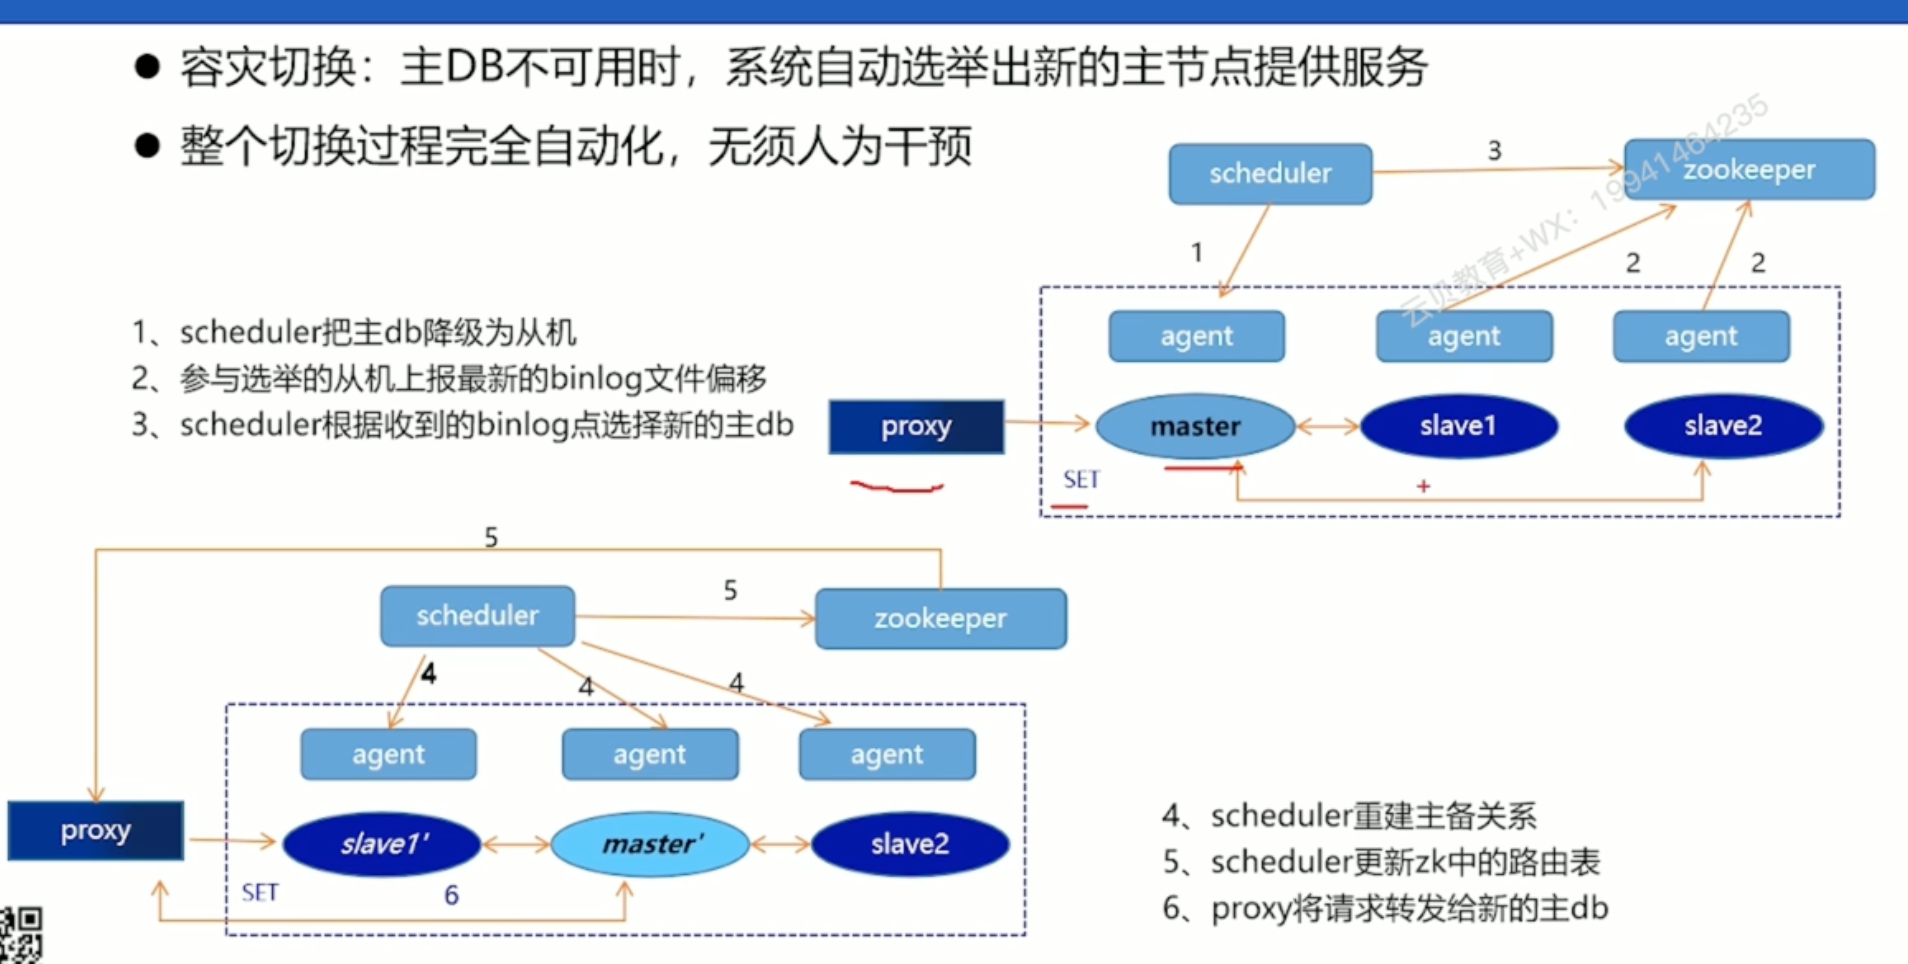 ● 容灾切换：主DB不可用时，系统自动选举出新的主节点提供服务
● 整个切换过程完全自动化，无须人为干预
云贝教育+WX：19941464235
scheduler
3
zookeeper
1
2
2
agent
agent
agent
1、scheduler把主db降级为从机
2、参与选举的从机上报最新的binlog文件偏移
3、scheduler根据收到的binlog点选择新的主db
proxy
master
slave1
slave2
SET
+
5
scheduler
5
zookeeper
4
4
4
agent
agent
agent
proxy
slave1'
master'
slave2
SET
6
4、scheduler重建主备关系
5、scheduler更新zk中的路由表
6、proxy将请求转发给新的主db